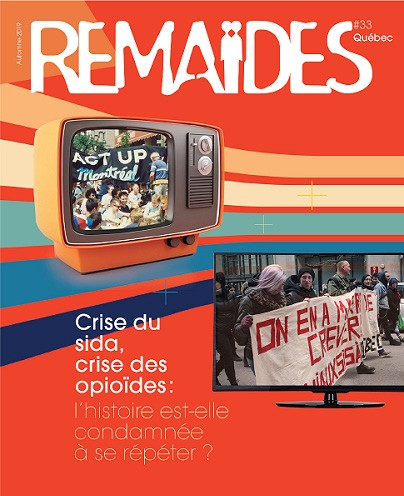 Automne 2019
REMAÏDES
#33
Québec
ACT UP
Montréal
ON EN A
CREVER
Crise du
sida,
crise des
opioïdes :
l'histoire est-elle
condamnée
à se répéter ?